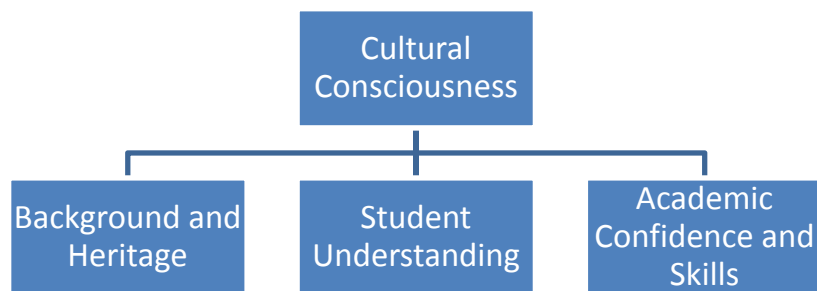 Cultural
Consciousness
Background and
Heritage
Student
Understanding
Academic
Confidence and
Skills